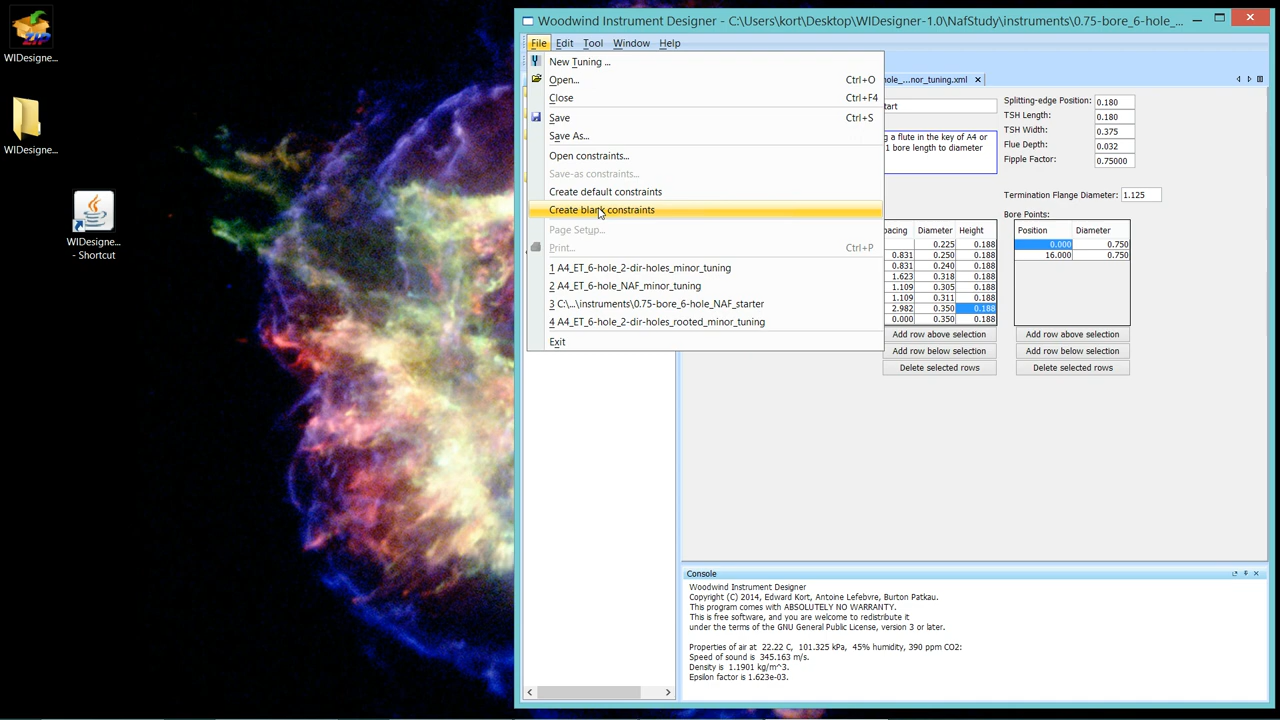 WIDesigne...
WIDesigne...
WIDesigne...
- Shortcut
Woodwind Instrument Designer - C:\Users\kort\Desktop\WIDesigner-1.0\NafStudy\instruments\0.75-bore_6-hole_...
File Edit Tool Window Help
New Tuning ...
Open... Ctrl+O
Close Ctrl+F4
Save Ctrl+S
Save As...
Open constraints...
Save-as constraints...
Create default constraints
Create blank constraints
Page Setup...
Print... Ctrl+P
1 A4_ET_6-hole_2-dir-holes_minor_tuning
2 A4_ET_6-hole_NAF_minor_tuning
3 C:\...\instruments\0.75-bore_6-hole_NAF_starter
4 A4_ET_6-hole_2-dir-holes_rooted_minor_tuning
Exit
ole_...nor_tuning.xml
tart
g a flute in the key of A4 or
1 bore length to diameter
Splitting-edge Position: 0.180
TSH Length: 0.180
TSH Width: 0.375
Flue Depth: 0.032
Fipple Factor: 0.75000
Termination Flange Diameter: 1.125
Bore Points:
acing Diameter Height
0.225 0.188
0.831 0.250 0.188
0.831 0.240 0.188
1.623 0.318 0.188
1.109 0.305 0.188
1.109 0.311 0.188
2.982 0.350 0.188
0.000 0.350 0.188
Position Diameter
0.000 0.750
16.000 0.750
Add row above selection Add row above selection
Add row below selection Add row below selection
Delete selected rows Delete selected rows
Console
Woodwind Instrument Designer
Copyright (C) 2014, Edward Kort, Antoine Lefebvre, Burton Patkau.
This program comes with ABSOLUTELY NO WARRANTY.
This is free software, and you are welcome to redistribute it
under the terms of the GNU General Public License, version 3 or later.
Properties of air at 22.22 C, 101.325 kPa, 45% humidity, 390 ppm CO2:
Speed of sound is 345.163 m/s.
Density is 1.1901 kg/m^3.
Epsilon factor is 1.623e-03.